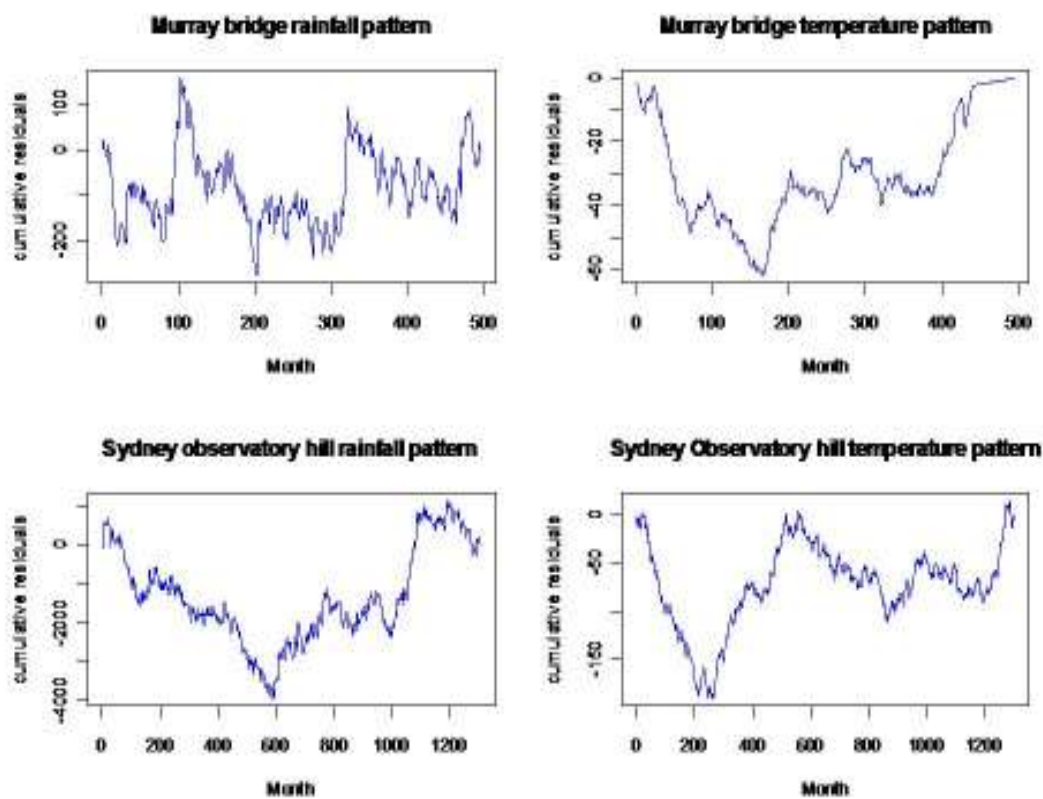 Murray bridge rainfall pattern
cumulative residuals
100
0
-200
0 100 200 300 400 500
Month
Murray bridge temperature pattern
cumulative residuals
0
-20
-40
-60
0 100 200 300 400 500
Month
Sydney observatory hill rainfall pattern
cumulative residuals
0
-2000
-4000
0 200 400 600 800 1000 1200
Month
Sydney Observatory hill temperature pattern
cumulative residuals
0
-50
-150
0 200 400 600 800 1000 1200
Month